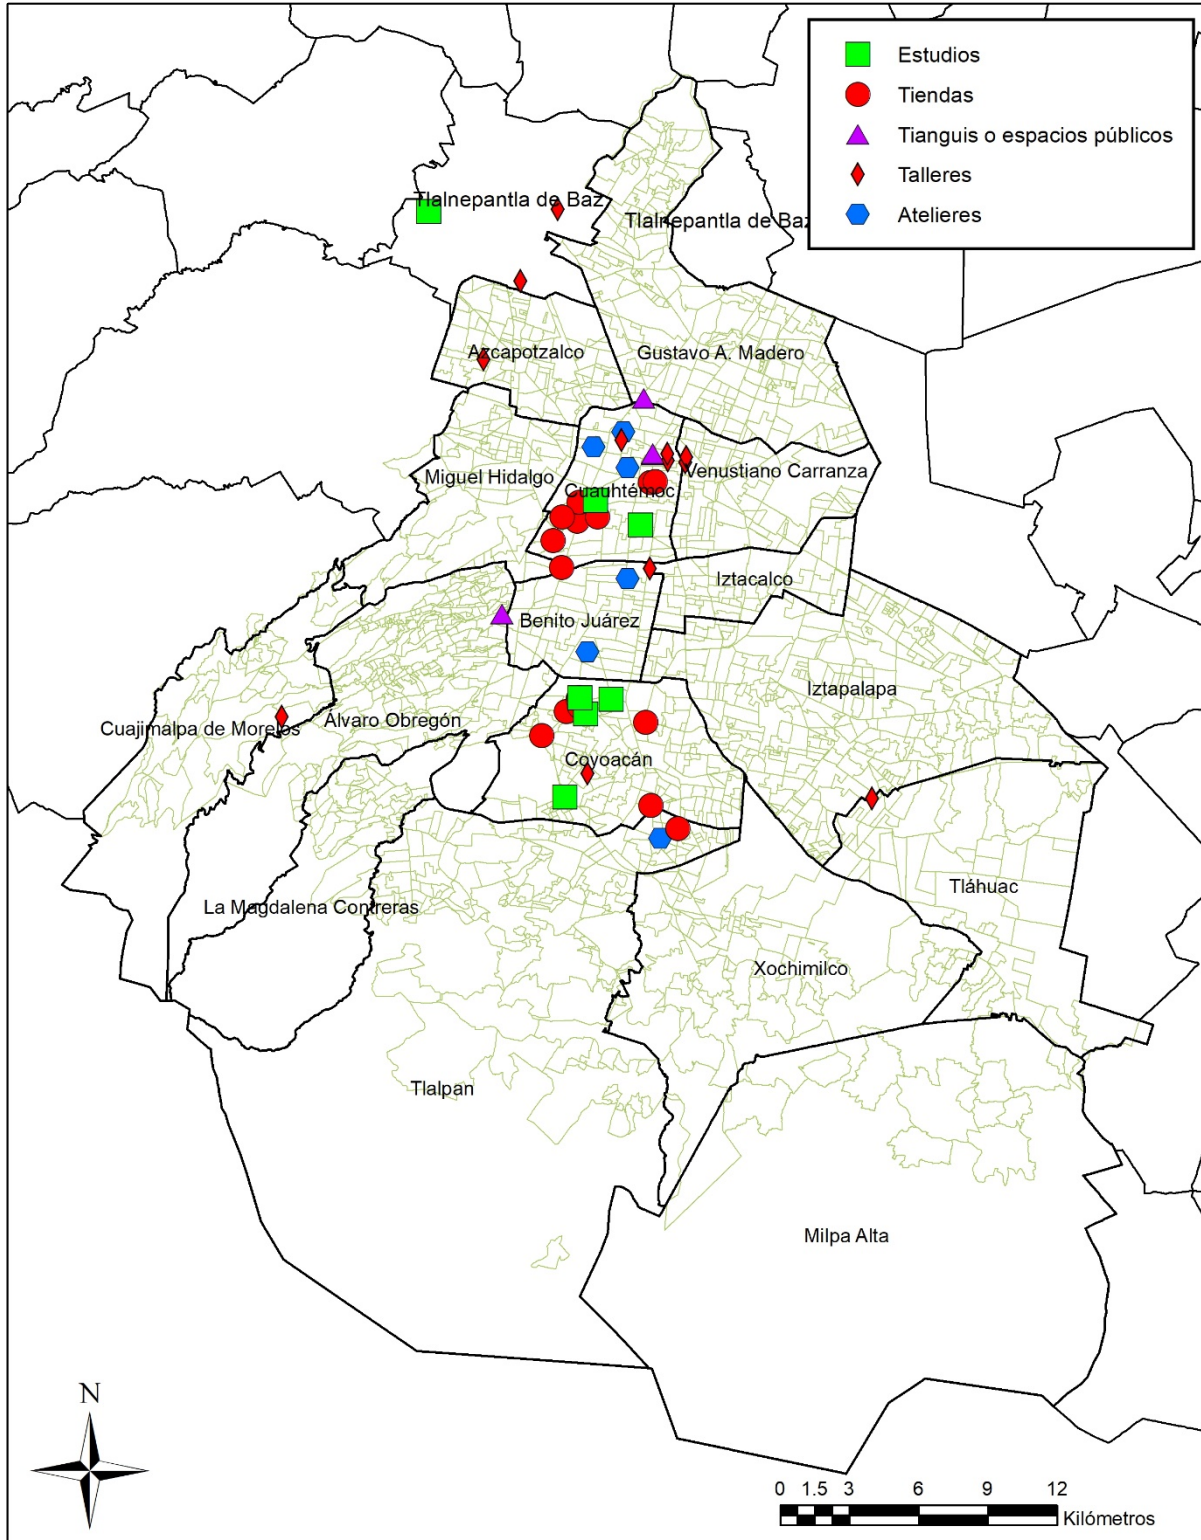 Estudios
Tiendas
Tianguis o espacios públicos
Talleres
Atelieres
Tlalnepantla de Baz
Tlalnepantla de Baz
Azcapotzalco
Gustavo A. Madero
Miguel Hidalgo
Venustiano Carranza
Cuauhtémoc
Iztacalco
Benito Juárez
Iztapalapa
Cuajimalpa de Morelos
Alvaro Obregón
Coyoacán
La Magdalena Contreras
Tláhuac
Xochimilco
Tlalpan
Milpa Alta
N
0 1.5 3 6 9 12
Kilómetros